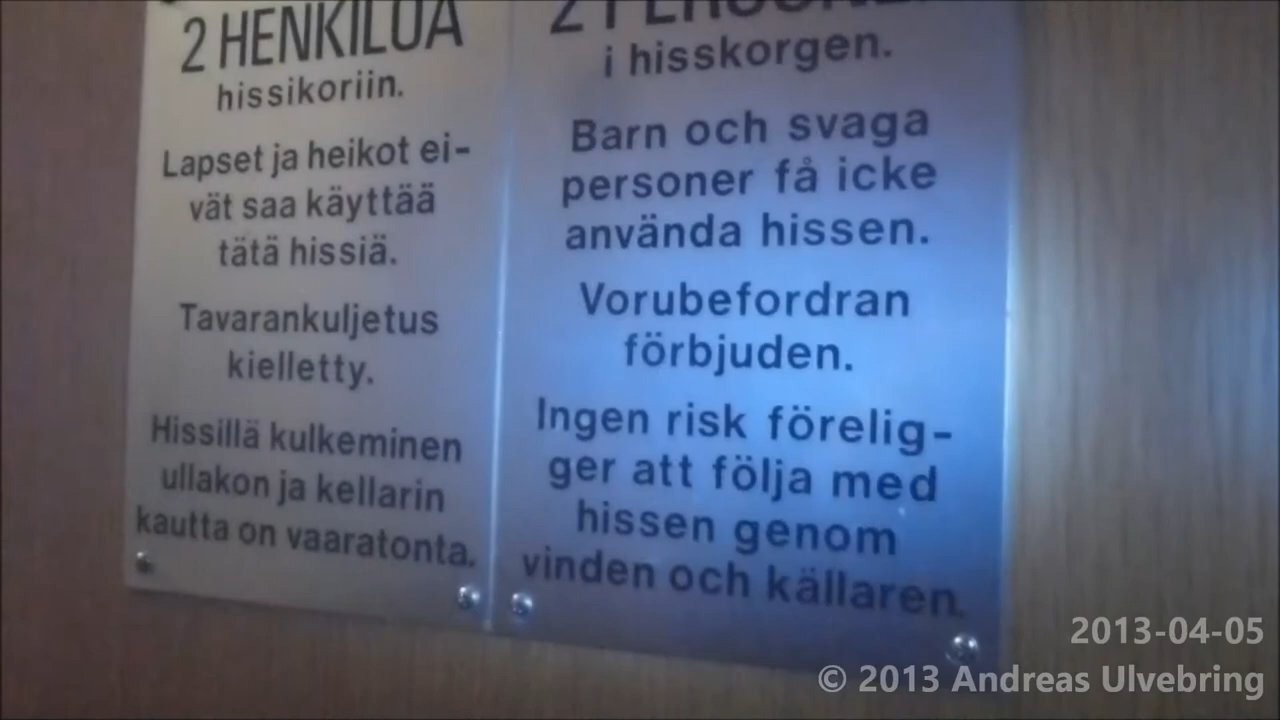 2 HENKILÖÄ
hissikoriin.
Lapset ja heikot ei-
vät saa käyttää
tätä hissiä.
Tavarankuljetus
kielletty.
Hissillä kulkeminen
ullakon ja kellarin
kautta on vaaratonta.
2
i hisskorgen.
Barn och svaga
personer få icke
använda hissen.
Vorubefordran
förbjuden.
Ingen risk förelig-
ger att följa med
hissen genom
vinden och källaren.
2013-04-05
© 2013 Andreas Ulvebring